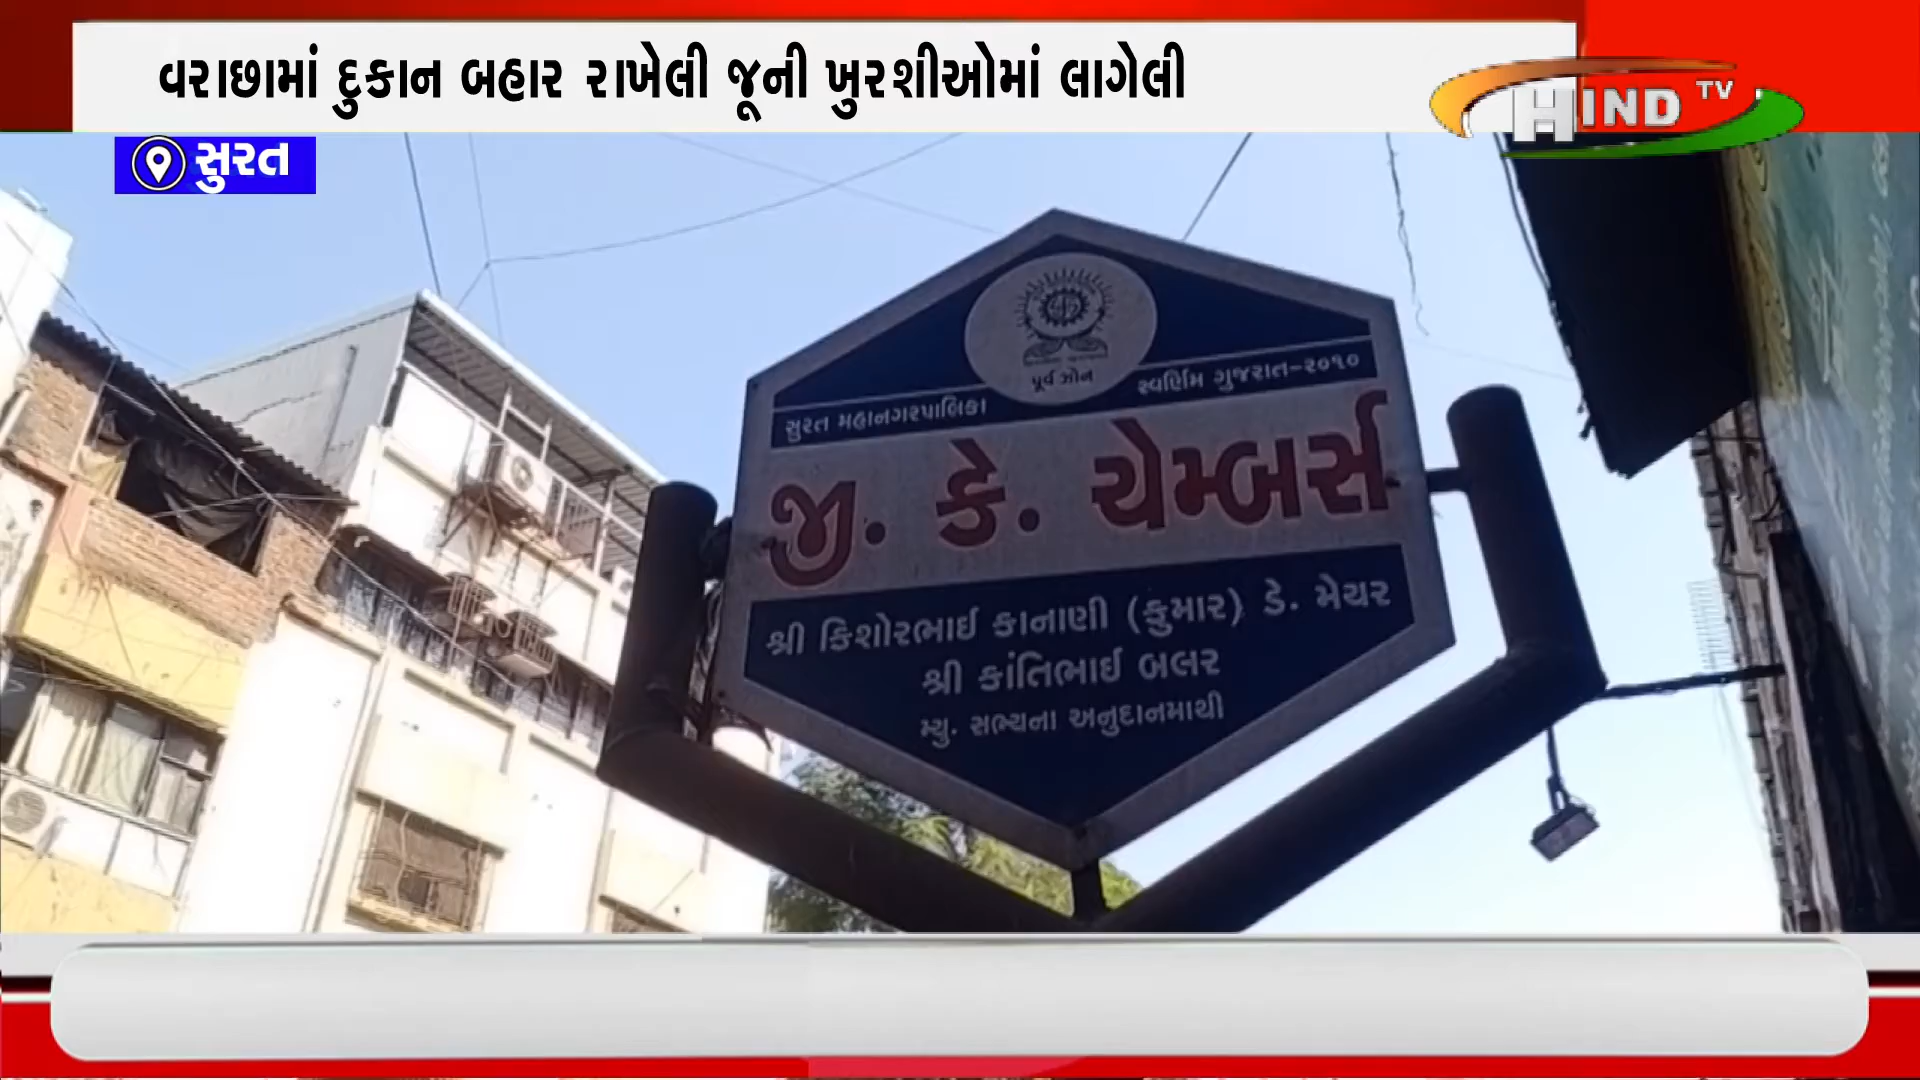 વરાછામાં દુકાન બહાર રાખેલી જૂની ખુરશીઓમાં લાગેલી
HIND TV
સુરત
પૂર્વ ઝોન
સુરત મહાનગરપાલિકા
સ્વર્ણિમ ગુજરાત-૨૦૧૦
જી. કે. ચેમ્બર્સ
શ્રી કિશોરભાઈ કાનાણી (કુમાર) ડે. મેયર
શ્રી કાંતિભાઈ બલર
મ્યુ. સભ્યના અનુદાનમાથી